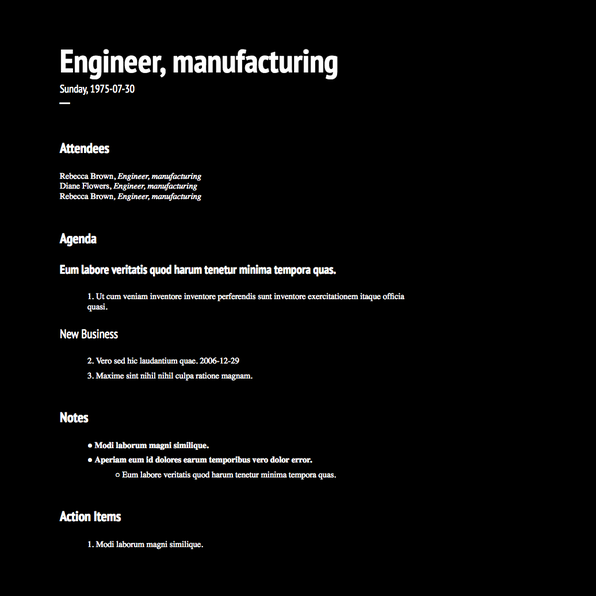 Engineer, manufacturing
Sunday, 1975-07-30
Attendees
Rebecca Brown, Engineer, manufacturing
Diane Flowers, Engineer, manufacturing
Rebecca Brown, Engineer, manufacturing
Agenda
Eum labore veritatis quod harum tenetur minima tempora quas.
1. Ut cum veniam inventore inventore perferendis sunt inventore exercitationem itaque officia
quasi.
New Business
2. Vero sed hic laudantium quae. 2006-12-29
3. Maxime sint nihil nihil culpa ratione magnam.
Notes
● Modi laborum magni similique.
● Aperiam eum id dolores earum temporibus vero dolor error.
○ Eum labore veritatis quod harum tenetur minima tempora quas.
Action Items
1. Modi laborum magni similique.